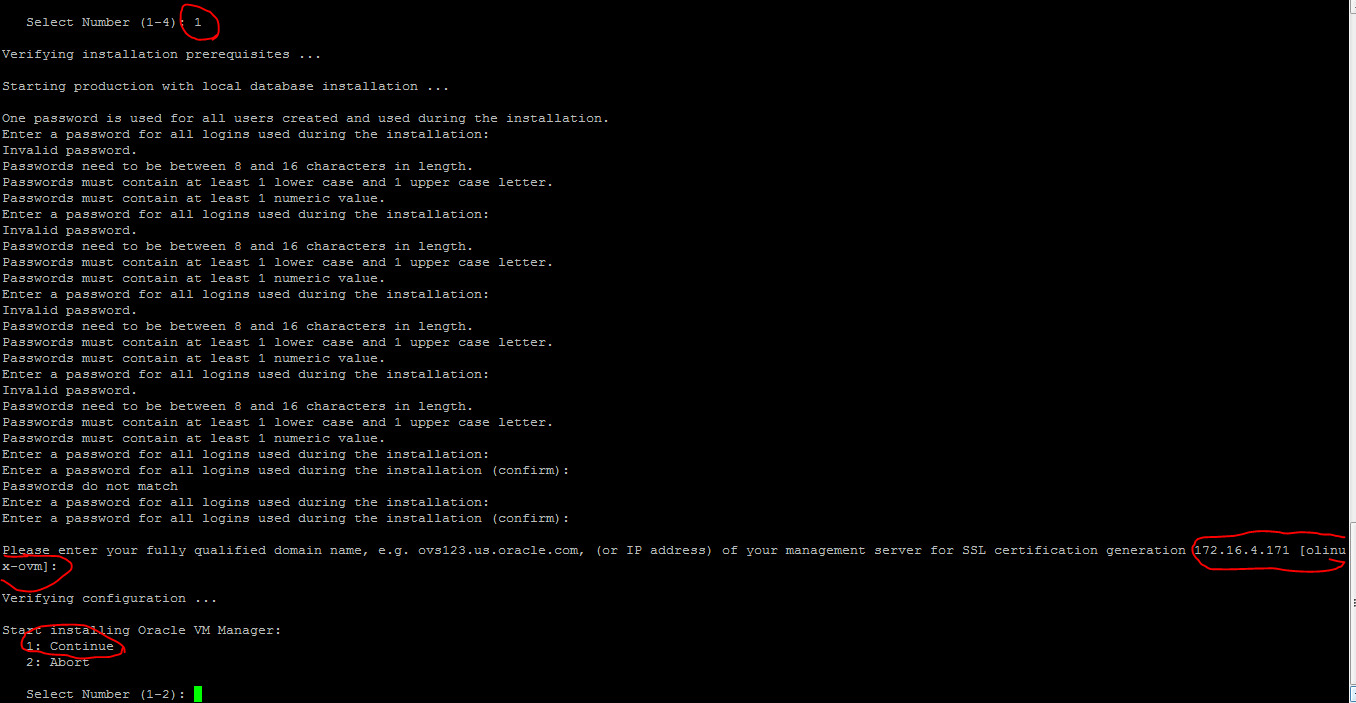 Select Number (1-4): 1
Verifying installation prerequisites ...
Starting production with local database installation ...
One password is used for all users created and used during the installation.
Enter a password for all logins used during the installation:
Invalid password.
Passwords need to be between 8 and 16 characters in length.
Passwords must contain at least 1 lower case and 1 upper case letter.
Passwords must contain at least 1 numeric value.
Enter a password for all logins used during the installation:
Invalid password.
Passwords need to be between 8 and 16 characters in length.
Passwords must contain at least 1 lower case and 1 upper case letter.
Passwords must contain at least 1 numeric value.
Enter a password for all logins used during the installation:
Invalid password.
Passwords need to be between 8 and 16 characters in length.
Passwords must contain at least 1 lower case and 1 upper case letter.
Passwords must contain at least 1 numeric value.
Enter a password for all logins used during the installation:
Invalid password.
Passwords need to be between 8 and 16 characters in length.
Passwords must contain at least 1 lower case and 1 upper case letter.
Passwords must contain at least 1 numeric value.
Enter a password for all logins used during the installation:
Enter a password for all logins used during the installation (confirm):
Passwords do not match
Enter a password for all logins used during the installation:
Enter a password for all logins used during the installation (confirm):
Please enter your fully qualified domain name, e.g. ovs123.us.oracle.com, (or IP address) of your management server for SSL certification generation 172.16.4.171 [olinu
x-ovm]:
Verifying configuration ...
Start installing Oracle VM Manager:
1: Continue
2: Abort
Select Number (1-2):